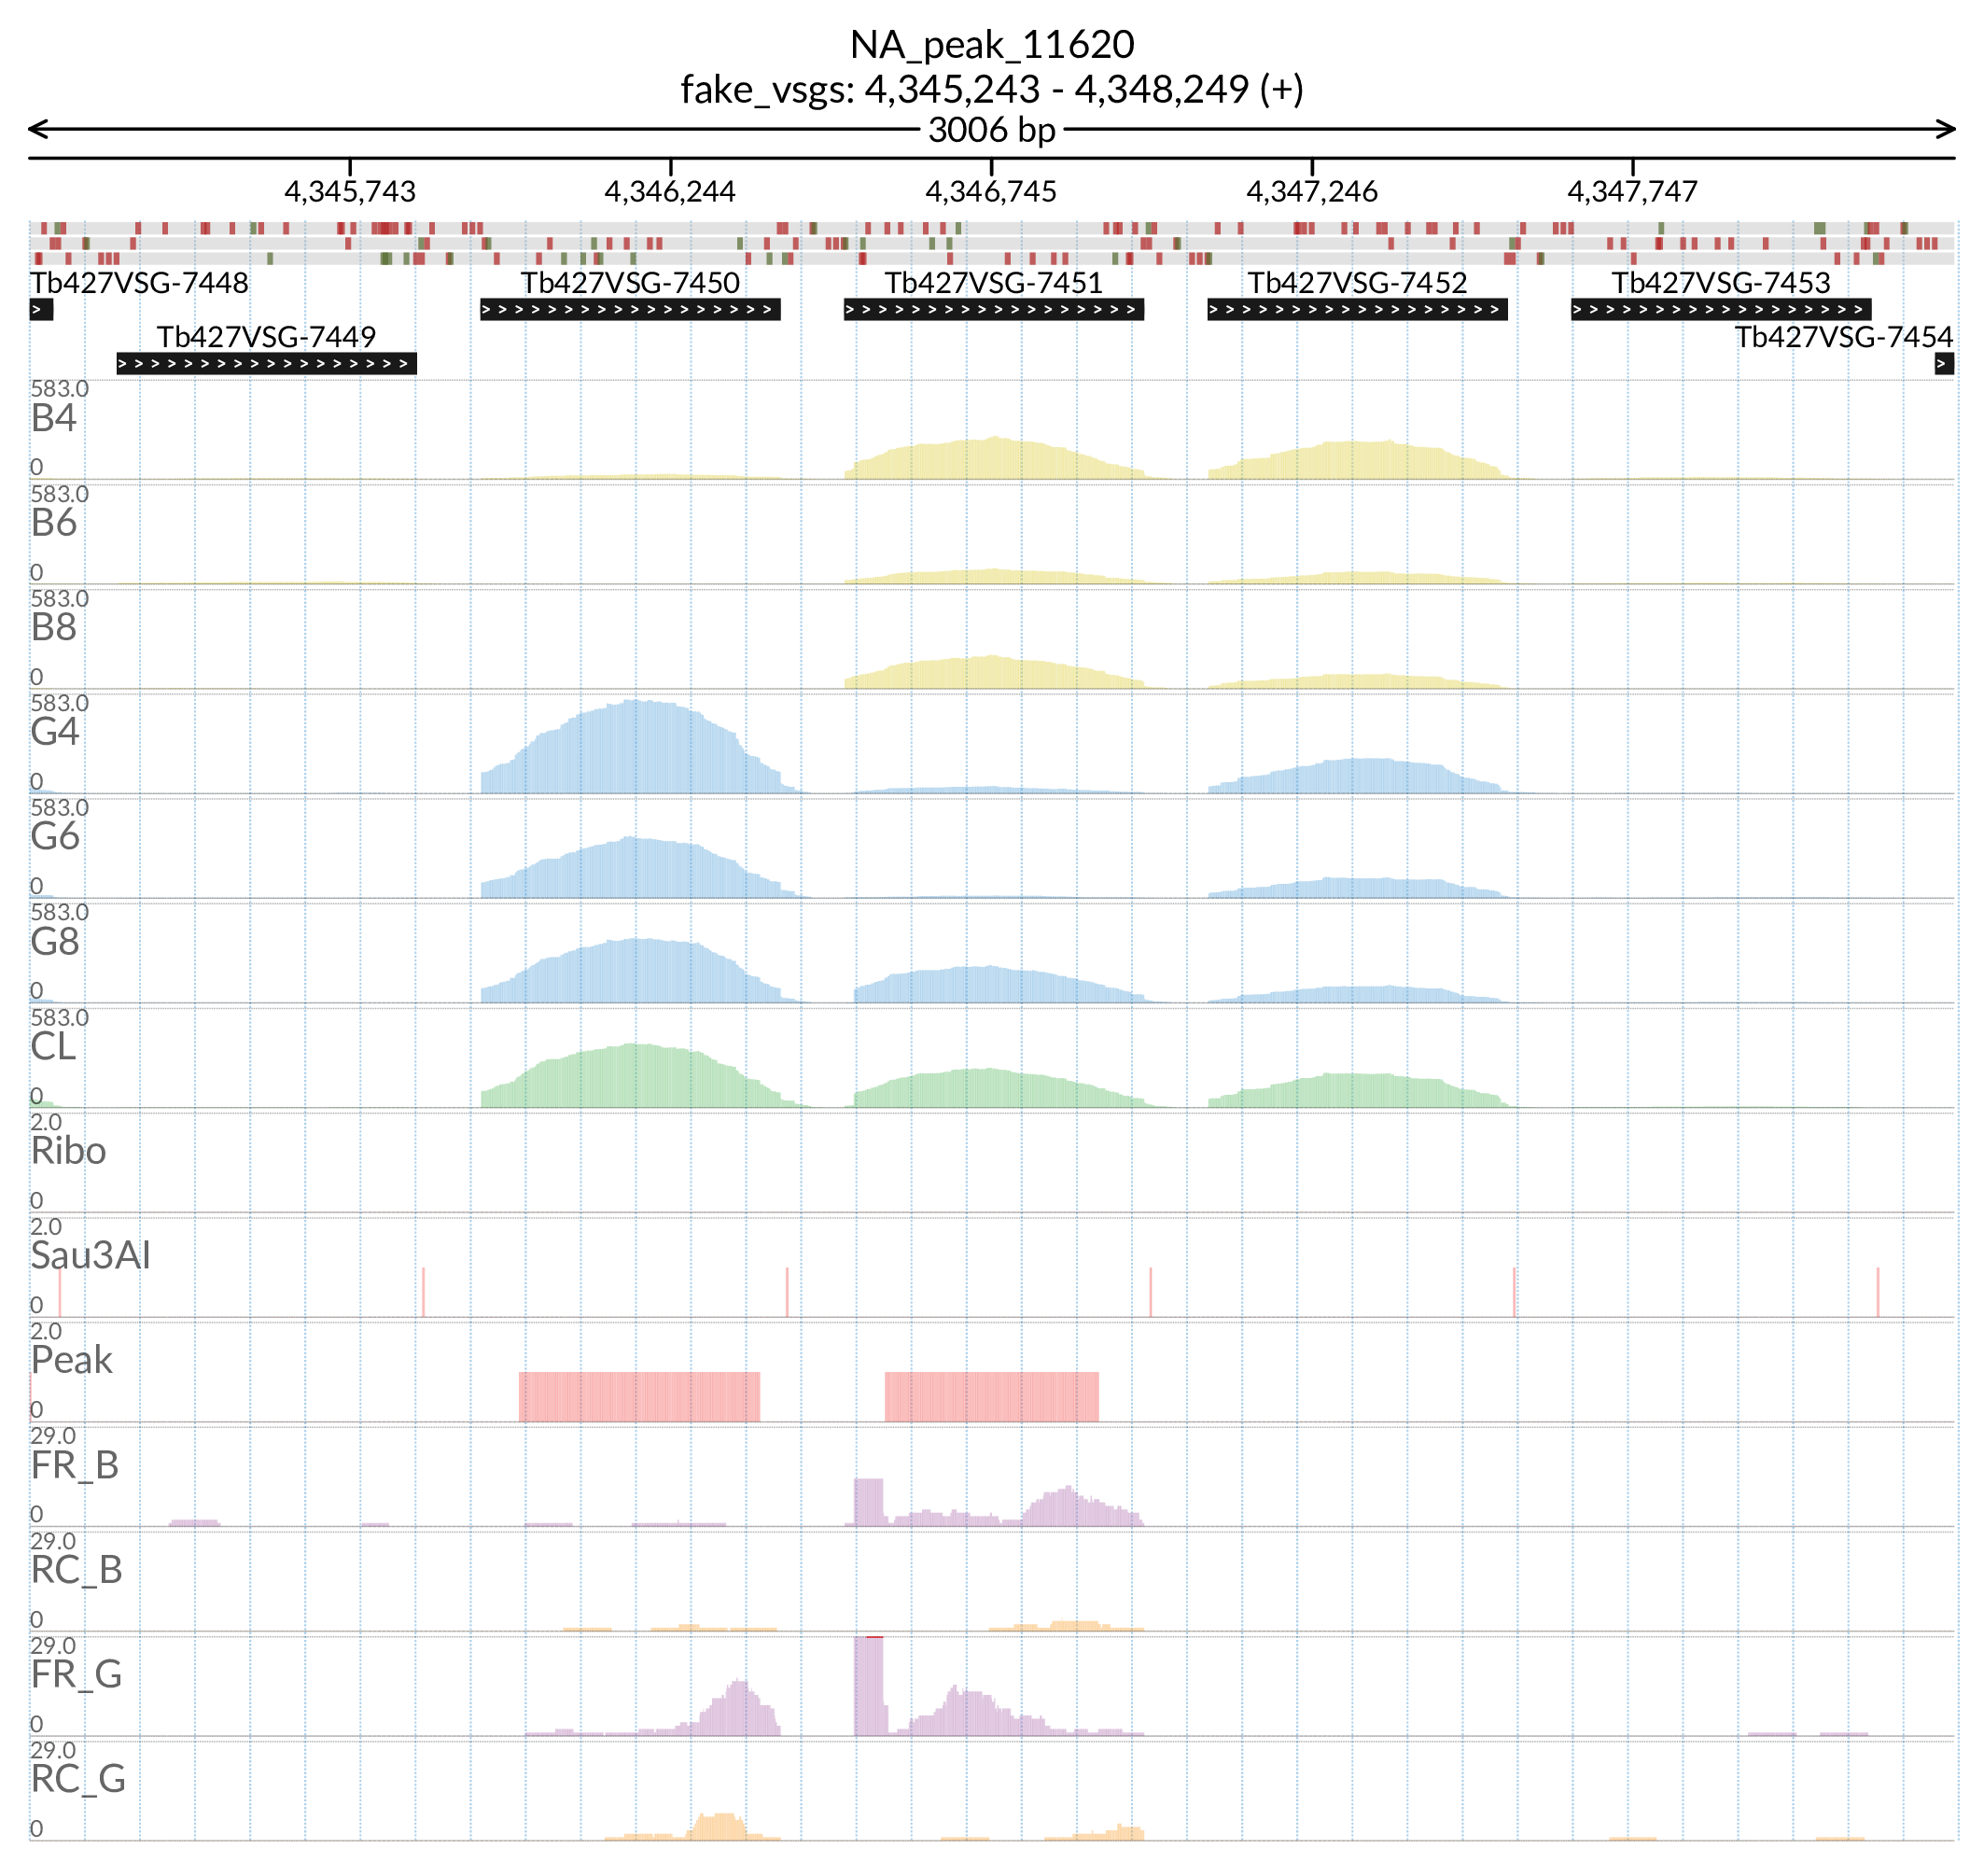 NA_peak_11620
fake_vsgs: 4,345,243 - 4,348,249 (+)
3006 bp
4,345,743 4,346,244 4,346,745 4,347,246 4,347,747
Tb427VSG-7448 Tb427VSG-7450 Tb427VSG-7451 Tb427VSG-7452 Tb427VSG-7453
Tb427VSG-7449 Tb427VSG-7454
583.0
B4
0
583.0
B6
0
583.0
B8
0
583.0
G4
0
583.0
G6
0
583.0
G8
0
583.0
CL
0
2.0
Ribo
0
2.0
Sau3AI
0
2.0
Peak
0
29.0
FR_B
0
29.0
RC_B
0
29.0
FR_G
0
29.0
RC_G
0